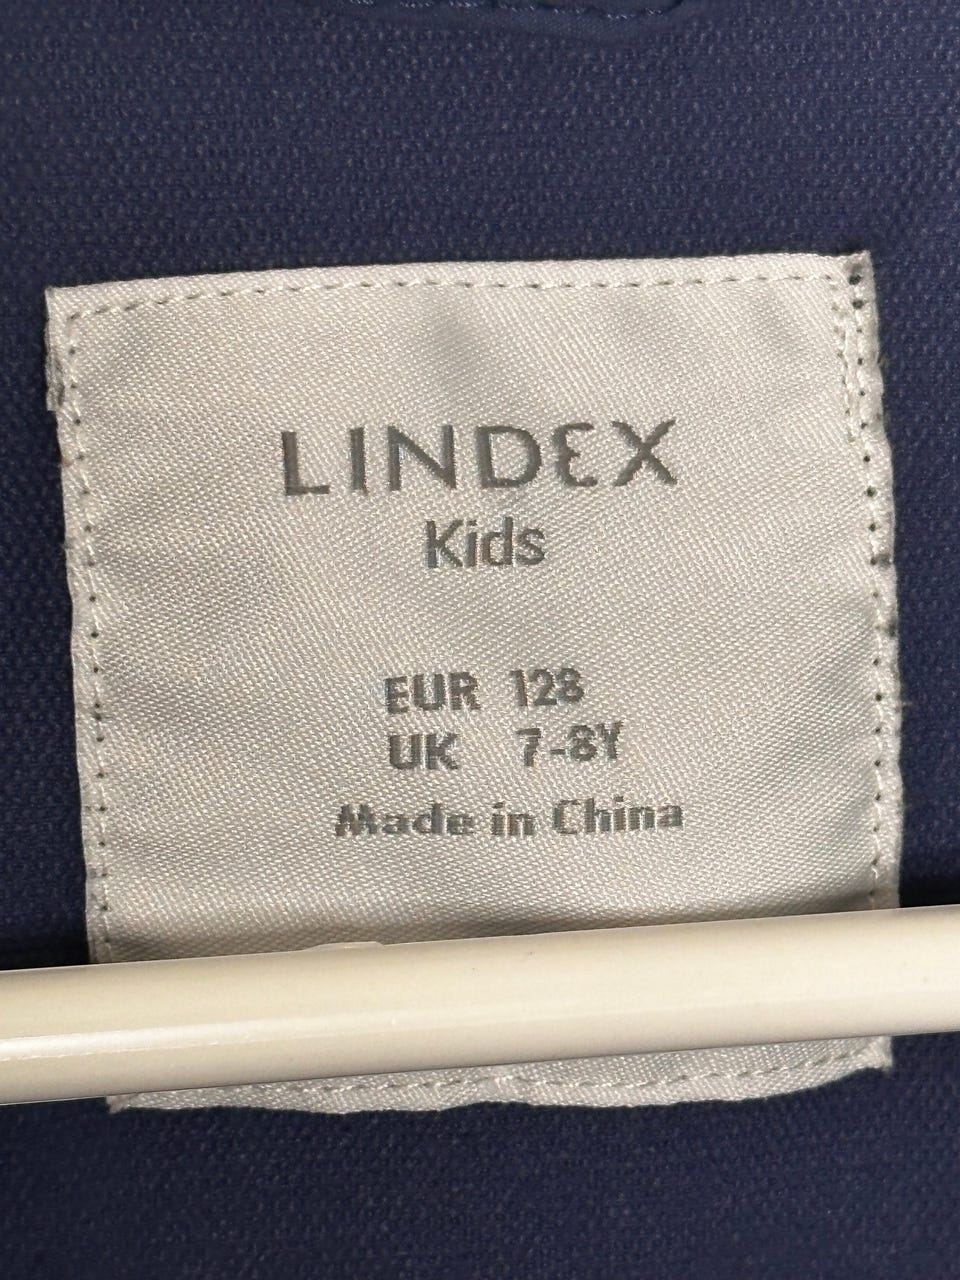 LINDEX
Kids
EUR 128
UK 7-8Y
Made in China